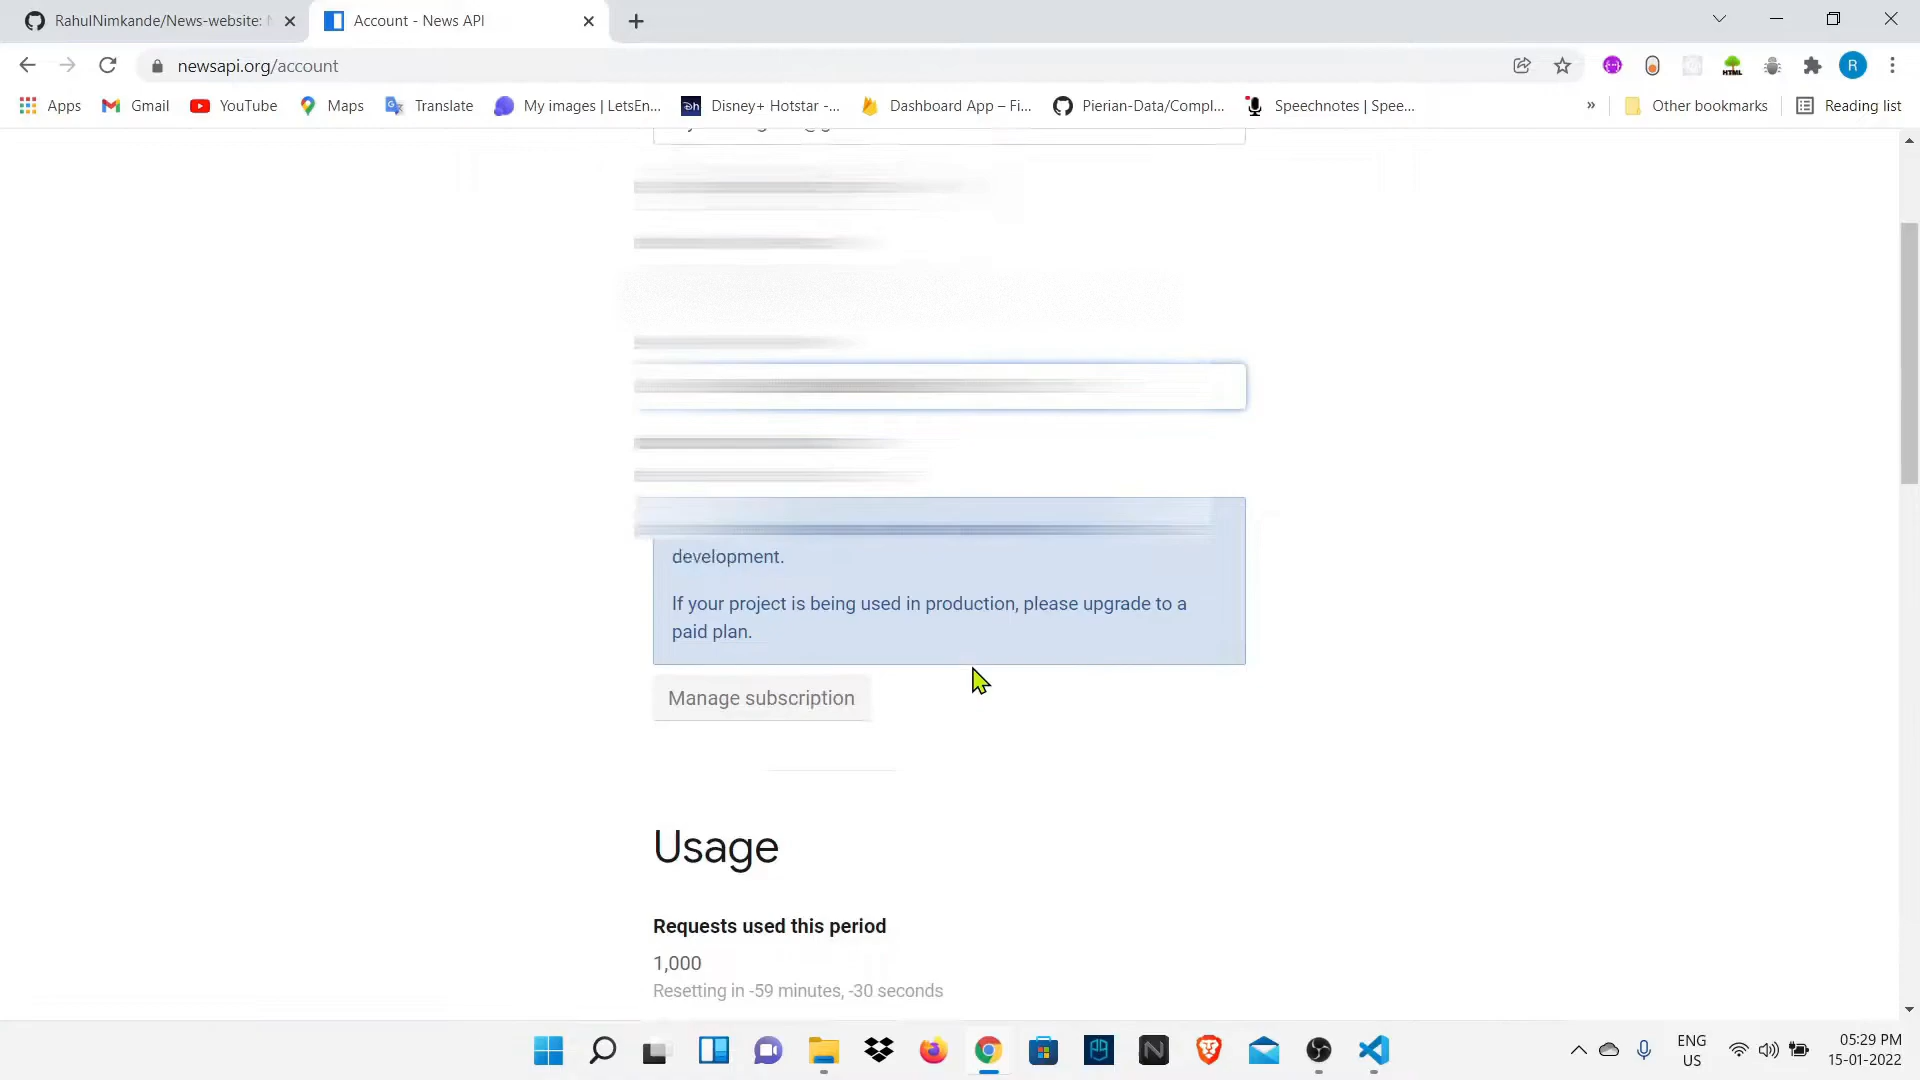 RahulNimkande/News-website:
Account - News API
newsapi.org/account
R
Apps
Gmail
YouTube
Maps
Translate
My images | LetsEn...
Disney+ Hotstar -...
Dashboard App – Fi...
Pierian-Data/Compl...
Speechnotes | Spee...
»
Other bookmarks
Reading list
development.
If your project is being used in production, please upgrade to a
paid plan.
Manage subscription
Usage
Requests used this period
1,000
Resetting in -59 minutes, -30 seconds
ENG
US
05:29 PM
15-01-2022